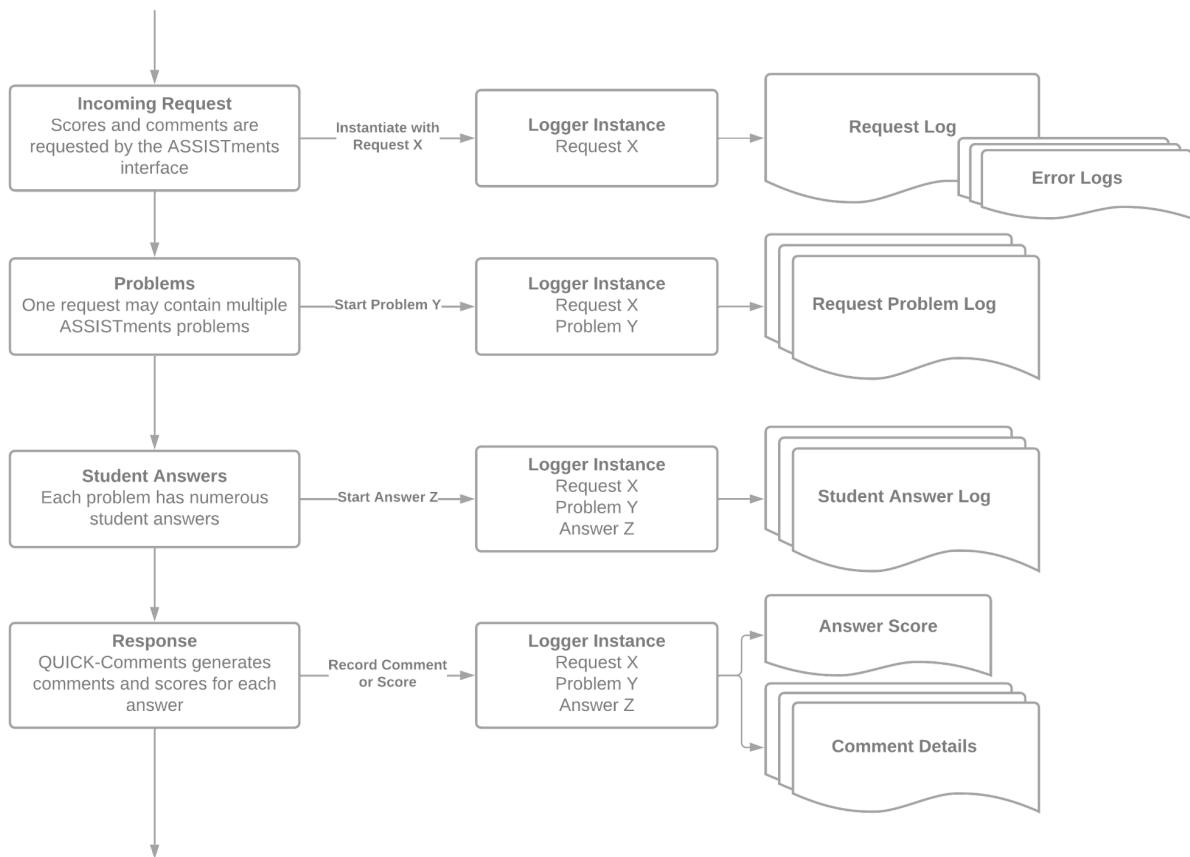 Incoming Request
Scores and comments are
requested by the ASSISTments
interface
Instantiate with
Request X
Logger Instance
Request X
Request Log
Error Logs
Problems
One request may contain multiple
ASSISTments problems
Start Problem Y
Logger Instance
Request X
Problem Y
Request Problem Log
Student Answers
Each problem has numerous
student answers
Start Answer Z
Logger Instance
Request X
Problem Y
Answer Z
Student Answer Log
Response
QUICK-Comments generates
comments and scores for each
answer
Record Comment
or Score
Logger Instance
Request X
Problem Y
Answer Z
Answer Score
Comment Details